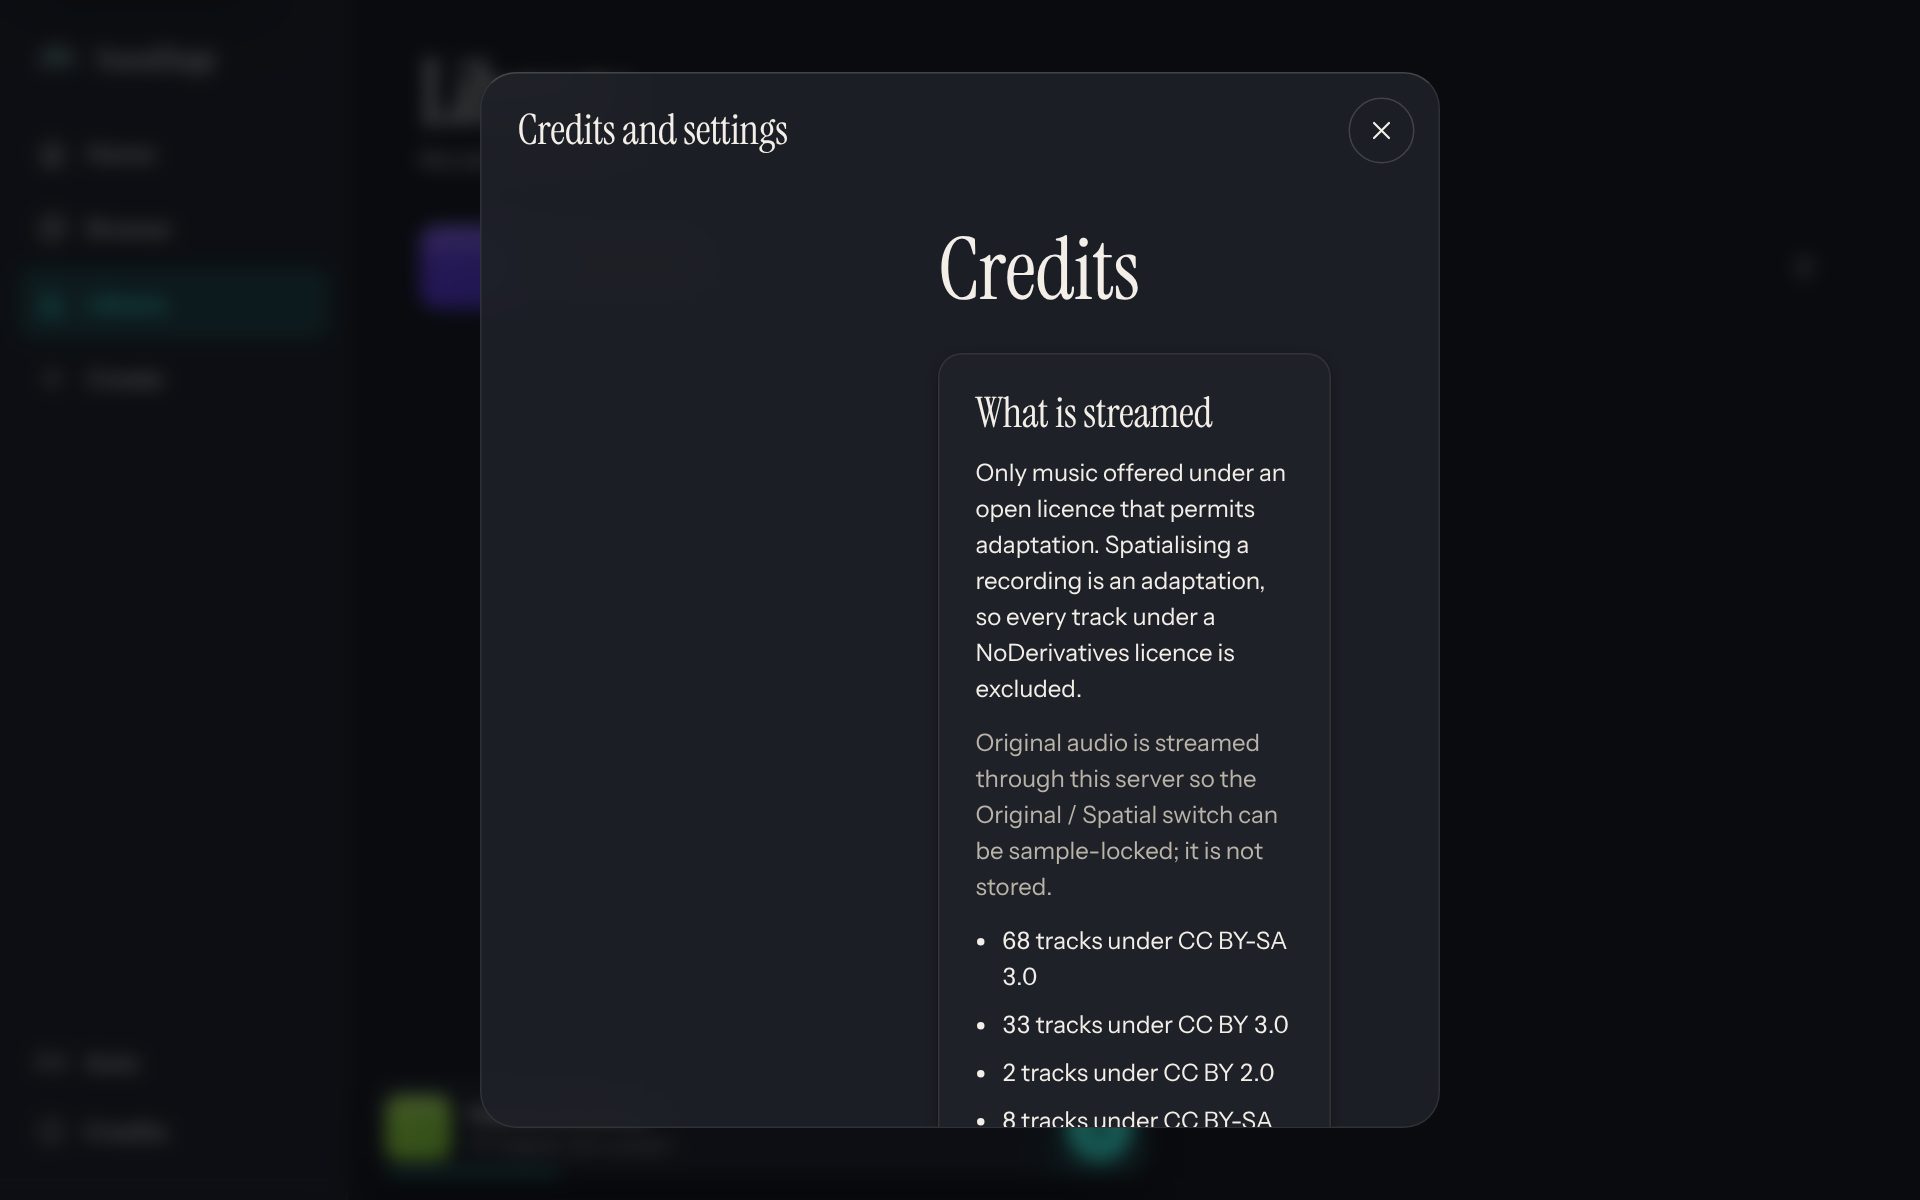 Credits and settings
Credits
What is streamed
Only music offered under an
open licence that permits
adaptation. Spatialising a
recording is an adaptation,
so every track under a
NoDerivatives licence is
excluded.
Original audio is streamed
through this server so the
Original / Spatial switch can
be sample-locked; it is not
stored.
• 68 tracks under CC BY-SA
3.0
• 33 tracks under CC BY 3.0
• 2 tracks under CC BY 2.0
• 8 tracks under CC BY-SA